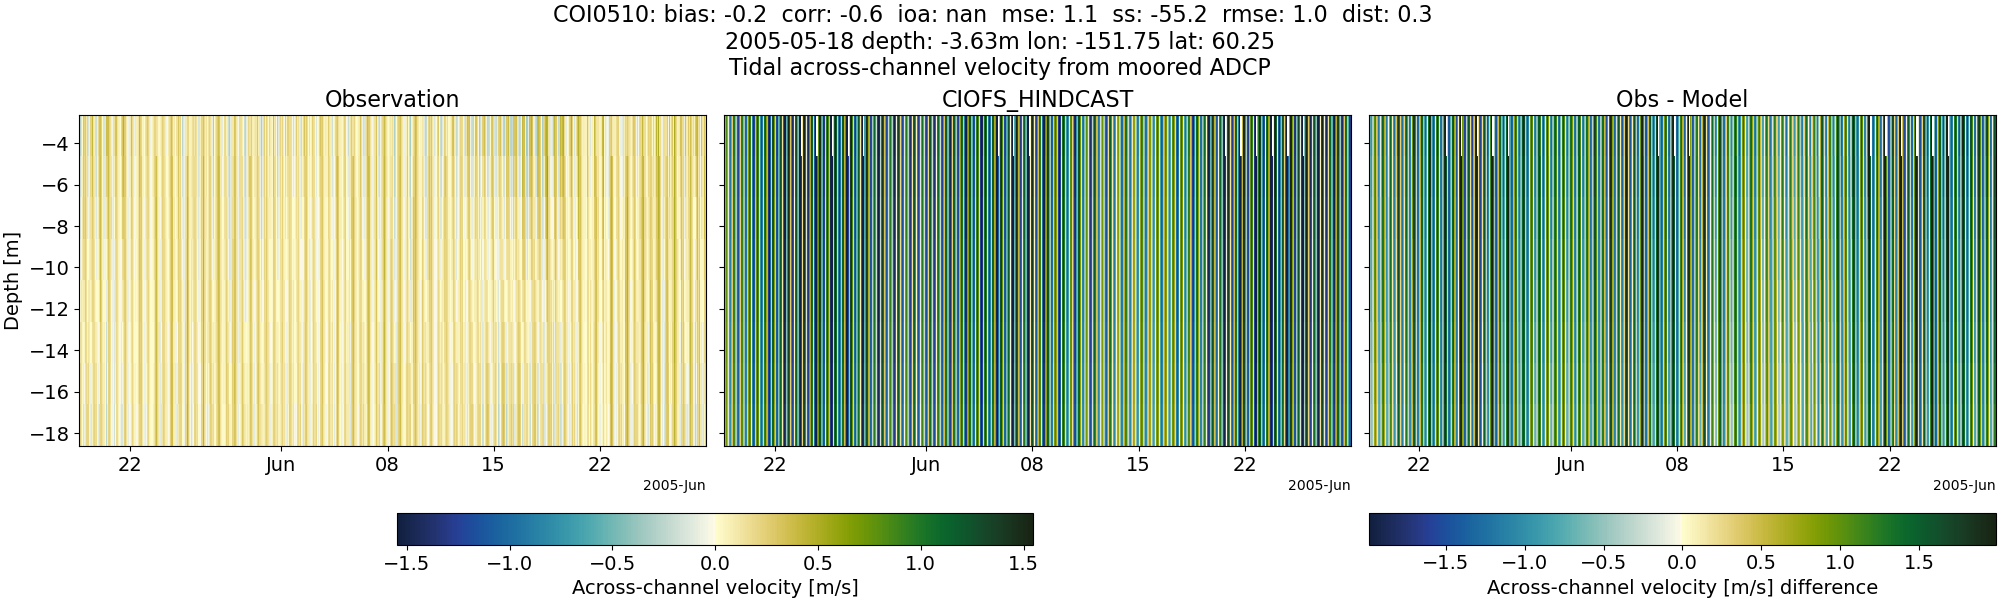 COI0510: bias: -0.2  corr: -0.6  ioa: nan  mse: 1.1  ss: -55.2  rmse: 1.0  dist: 0.3
2005-05-18 depth: -3.63m lon: -151.75 lat: 60.25
Tidal across-channel velocity from moored ADCP
Observation
CIOFS_HINDCAST
Obs - Model
Depth [m]
−4
−6
−8
−10
−12
−14
−16
−18
22 Jun 08 15 22
2005-Jun
22 Jun 08 15 22
2005-Jun
22 Jun 08 15 22
2005-Jun
−1.5 −1.0 −0.5 0.0 0.5 1.0 1.5
Across-channel velocity [m/s]
−1.5 −1.0 −0.5 0.0 0.5 1.0 1.5
Across-channel velocity [m/s] difference